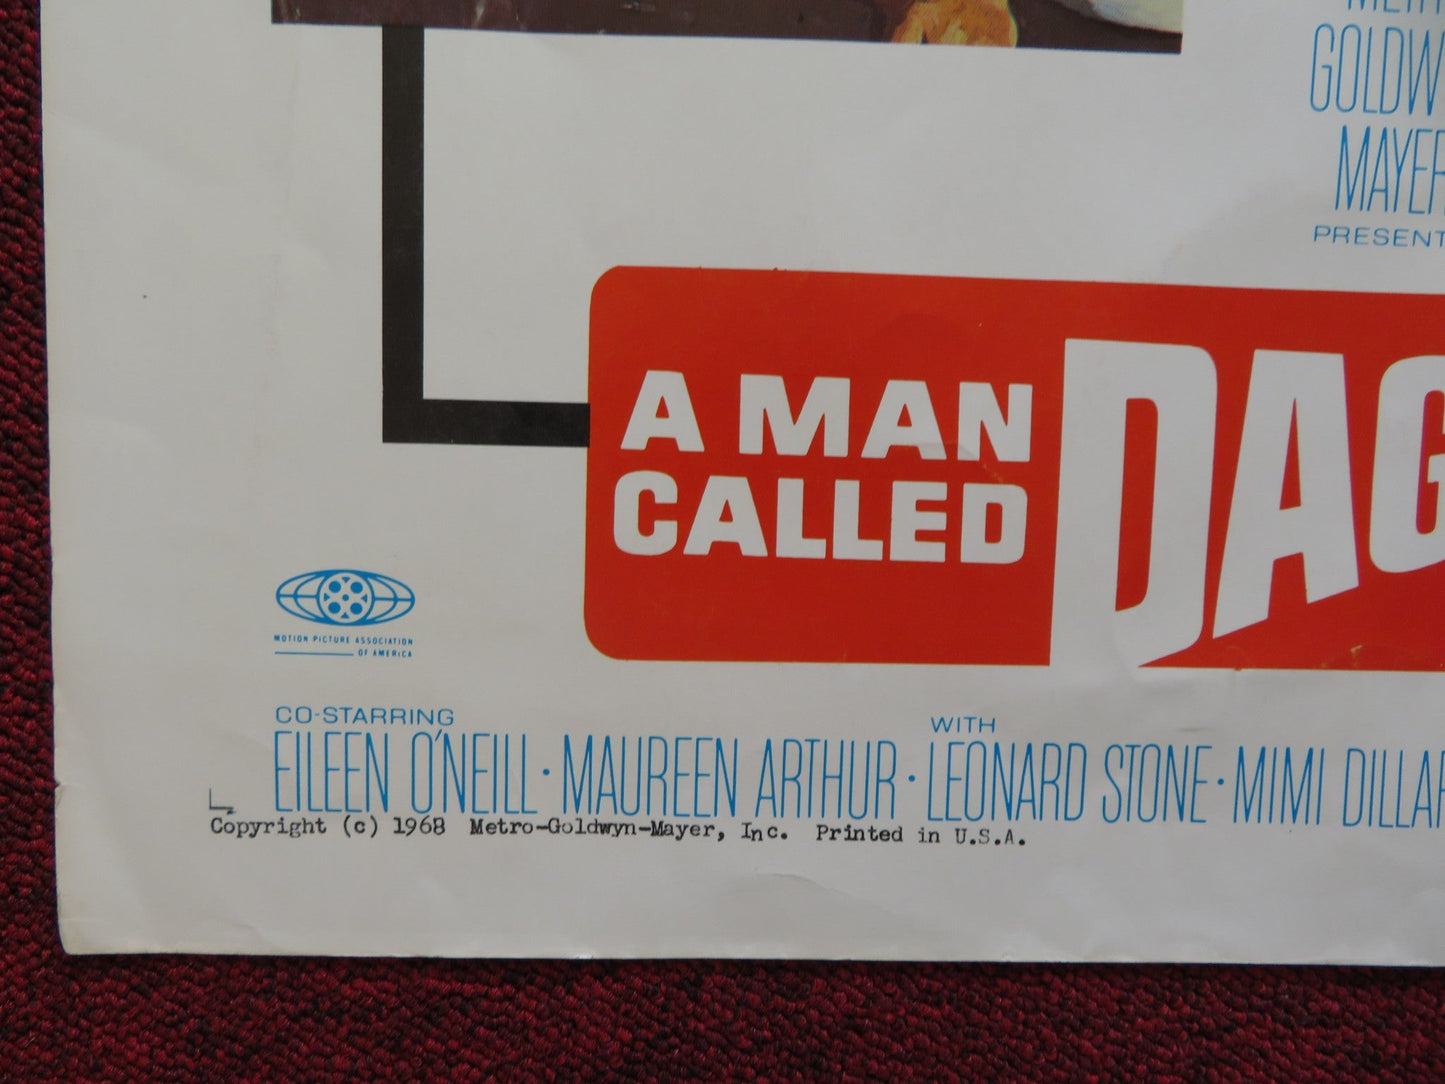 GOLDW
MAYER
PRESENT
A MAN
CALLED
DAG
MOTION PICTURE ASSOCIATION
OF AMERICA
CO-STARRING
EILEEN O'NEILL · MAUREEN ARTHUR ·
WITH
LEONARD STONE · MIMI DILLAR
Copyright (c) 1968 Metro-Goldwyn-Mayer, Inc. Printed in U.S.A.